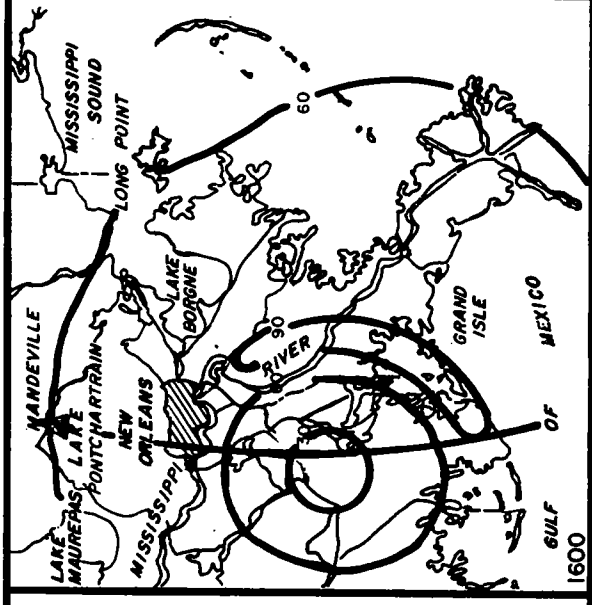 MISSISSIPPI
SOUND
LONG POINT
MANDEVILLE
LAKE
BORGNE
LAKE
PONTCHARTRAIN
NEW
ORLEANS
LAKE
MAUREPAS
MISSISSIPPI
RIVER
60
90
GRAND
ISLE
GULF OF MEXICO
1600